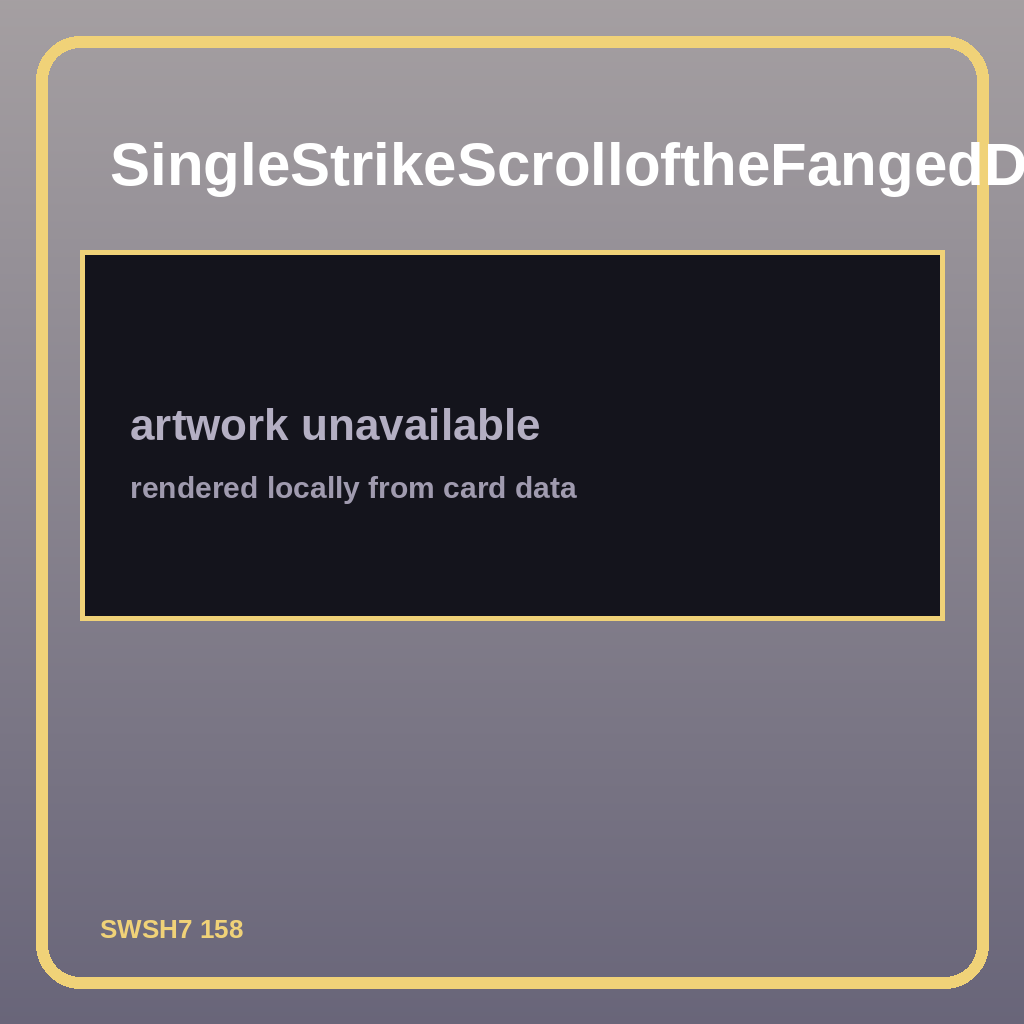 SingleStrikeScrolloftheFangedD
artwork unavailable
rendered locally from card data
SWSH7 158